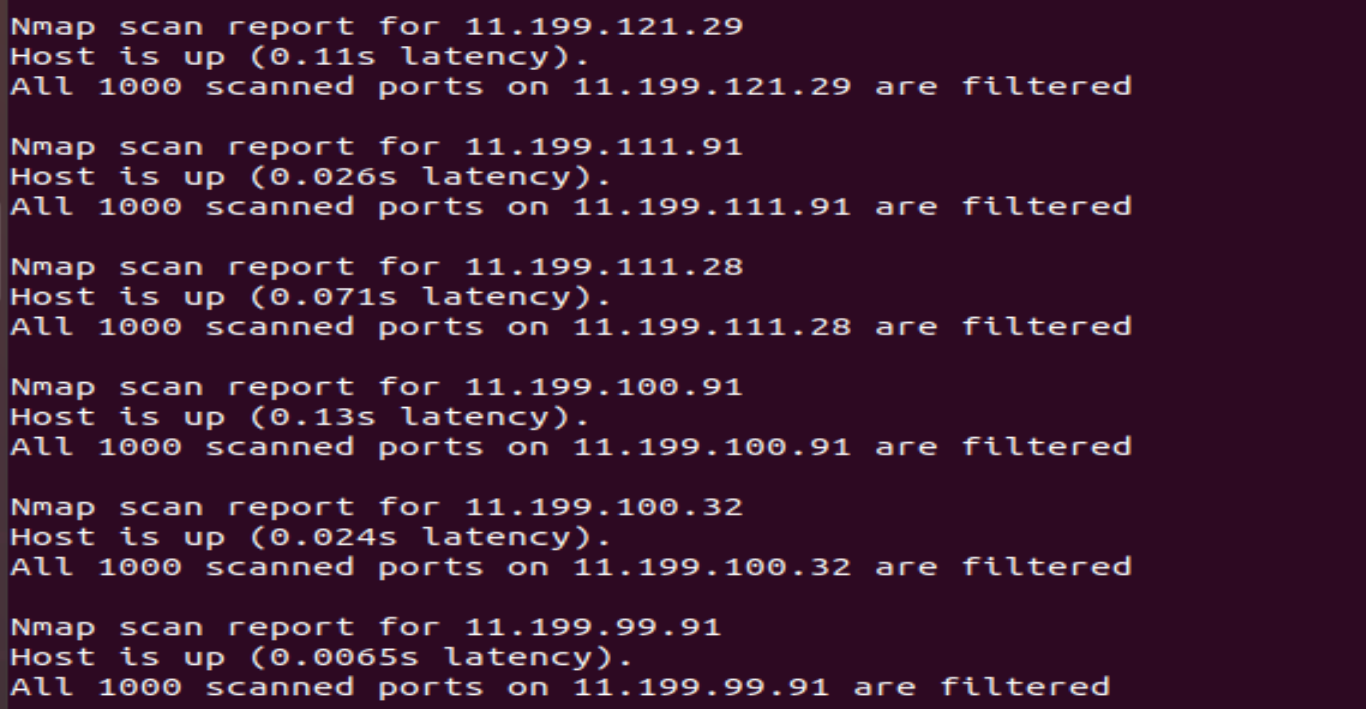 Nmap scan report for 11.199.121.29
Host is up (0.11s latency).
All 1000 scanned ports on 11.199.121.29 are filtered
Nmap scan report for 11.199.111.91
Host is up (0.026s latency).
All 1000 scanned ports on 11.199.111.91 are filtered
Nmap scan report for 11.199.111.28
Host is up (0.071s latency).
All 1000 scanned ports on 11.199.111.28 are filtered
Nmap scan report for 11.199.100.91
Host is up (0.13s latency).
All 1000 scanned ports on 11.199.100.91 are filtered
Nmap scan report for 11.199.100.32
Host is up (0.024s latency).
All 1000 scanned ports on 11.199.100.32 are filtered
Nmap scan report for 11.199.99.91
Host is up (0.0065s latency).
All 1000 scanned ports on 11.199.99.91 are filtered